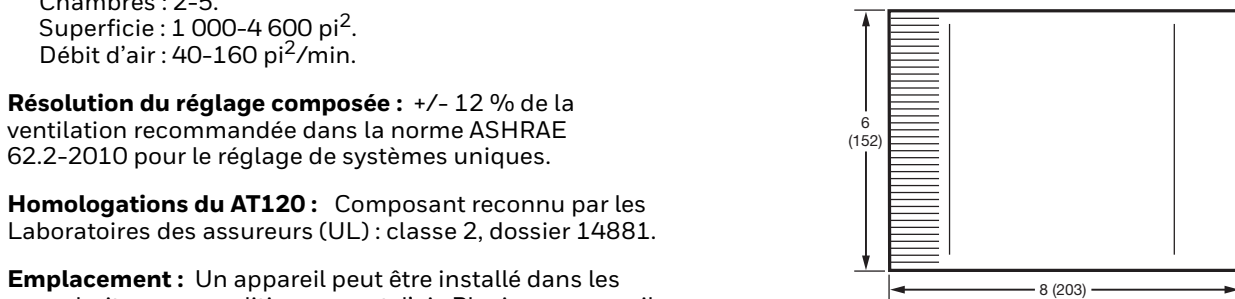 Chambres : 2-5.
Superficie : 1 000-4 600 pi².
Débit d'air : 40-160 pi²/min.
Résolution du réglage composée : +/- 12 % de la
ventilation recommandée dans la norme ASHRAE
62.2-2010 pour le réglage de systèmes uniques.
Homologations du AT120 : Composant reconnu par les
Laboratoires des assureurs (UL) : classe 2, dossier 14881.
Emplacement : Un appareil peut être installé dans les
6
(152)
8 (203)